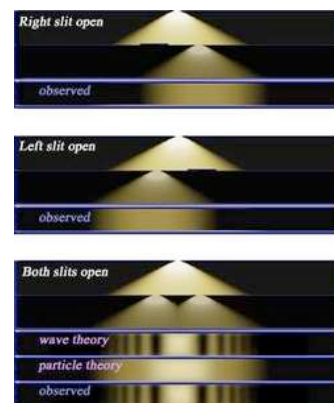 Right slit open
observed
Left slit open
observed
Both slits open
wave theory
particle theory
observed